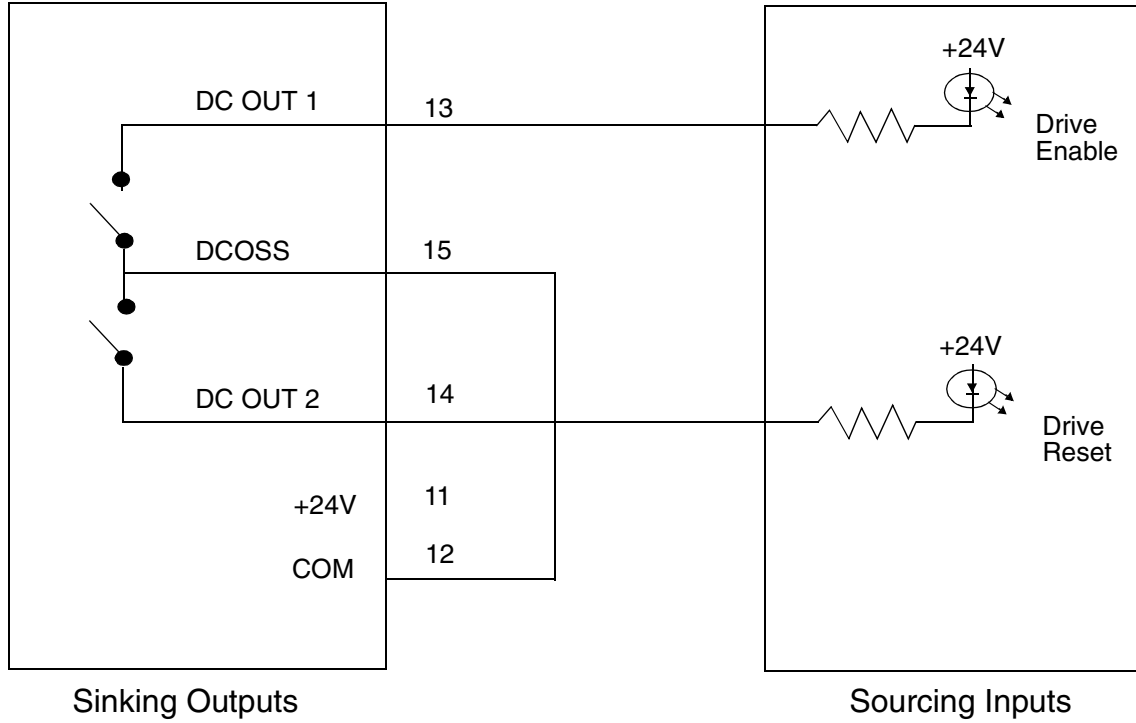 +24V
DC OUT 1
13
Drive
Enable
DCOSS
15
+24V
DC OUT 2
14
Drive
Reset
+24V
11
COM
12
Sinking Outputs
Sourcing Inputs